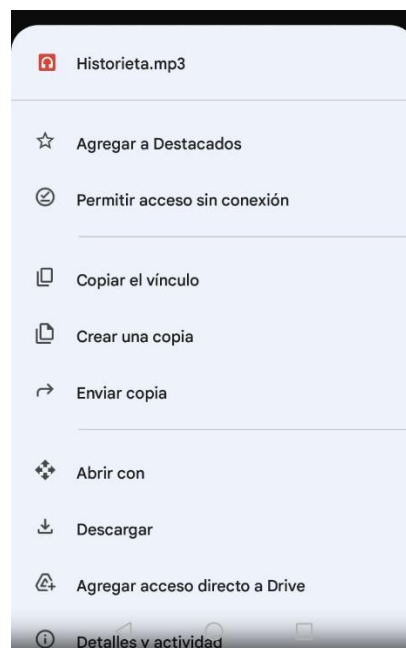 Historieta.mp3
Agregar a Destacados
Permitir acceso sin conexión
Copiar el vínculo
Crear una copia
Enviar copia
Abrir con
Descargar
Agregar acceso directo a Drive
Detalles y actividad